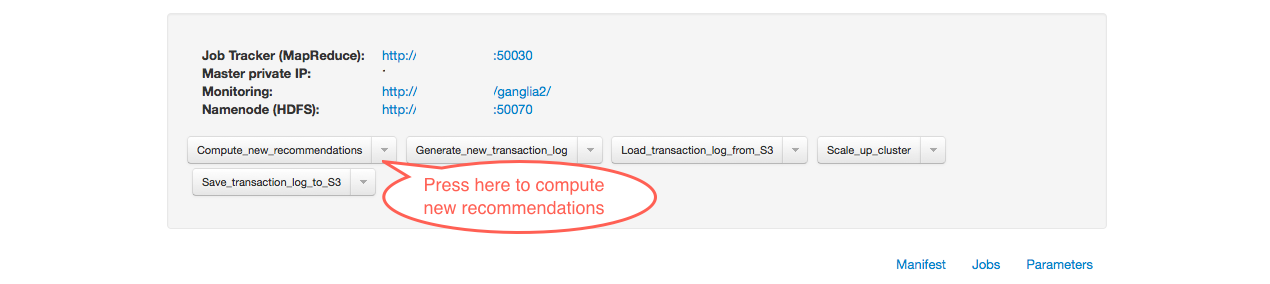 Job Tracker (MapReduce): http:// :50030
Master private IP:
Monitoring: http:// /ganglia2/
Namenode (HDFS): http:// :50070
Compute_new_recommendations Generate_new_transaction_log Load_transaction_log_from_S3 Scale_up_cluster
Save_transaction_log_to_S3
Press here to compute
new recommendations
Manifest Jobs Parameters